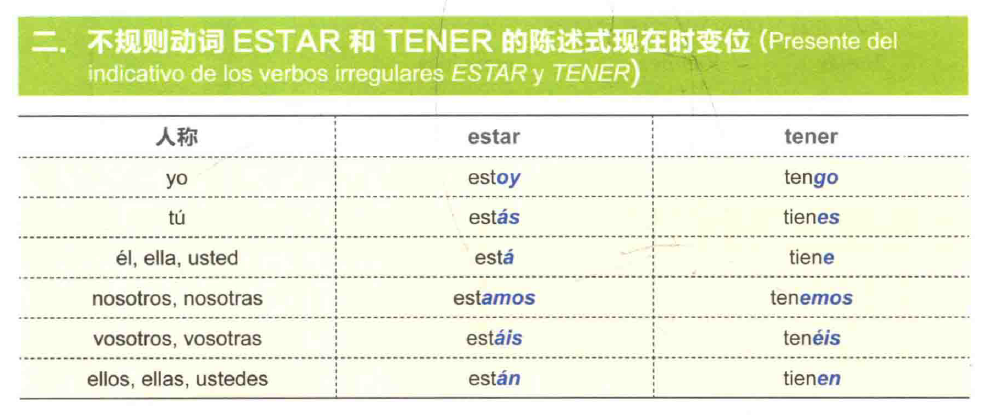 二. 不规则动词 ESTAR 和 TENER 的陈述式现在时变位 (Presente del
indicativo de los verbos irregulares ESTAR y TENER)
人称 estar tener
yo estoy tengo
tú estás tienes
él, ella, usted está tiene
nosotros, nosotras estamos tenemos
vosotros, vosotras estáis tenéis
ellos, ellas, ustedes están tienen